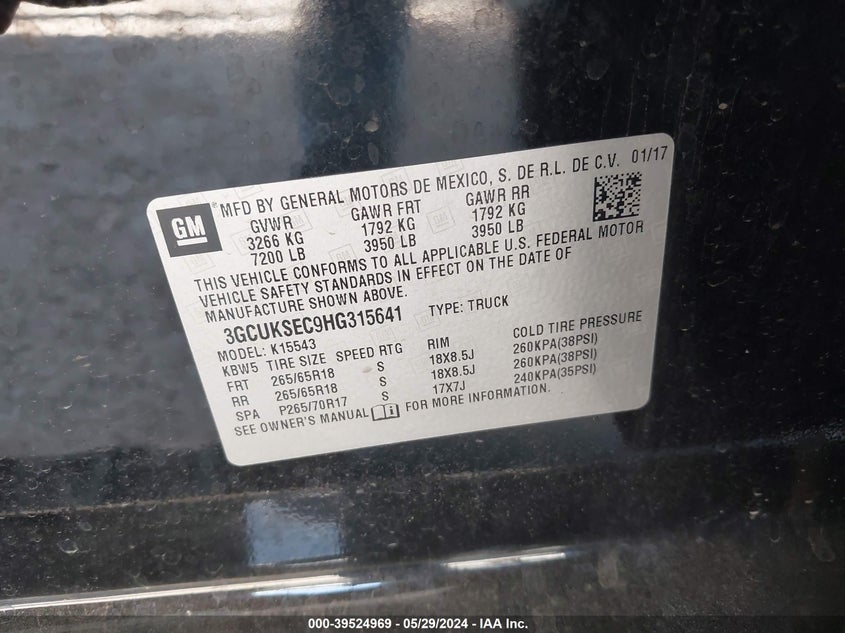 GM ® MFD BY GENERAL MOTORS DE MEXICO, S. DE R.L. DE C.V. 01/17
GVWR GAWR FRT GAWR RR
3266 KG 1792 KG 1792 KG
7200 LB 3950 LB 3950 LB
THIS VEHICLE CONFORMS TO ALL APPLICABLE U.S. FEDERAL MOTOR
VEHICLE SAFETY STANDARDS IN EFFECT ON THE DATE OF
MANUFACTURE SHOWN ABOVE.
3GCUKSEC9HG315641 TYPE: TRUCK
MODEL: K15543
KBW5 TIRE SIZE SPEED RTG RIM COLD TIRE PRESSURE
FRT 265/65R18 S 18X8.5J 260KPA(38PSI)
RR 265/65R18 S 18X8.5J 260KPA(38PSI)
SPA P265/70R17 S 17X7J 240KPA(35PSI)
SEE OWNER'S MANUAL FOR MORE INFORMATION.
000-39524969 - 05/29/2024 - IAA Inc.